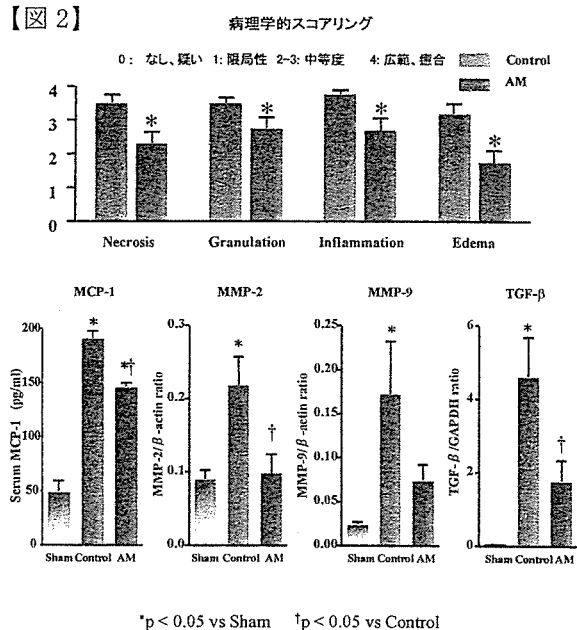 【図 2】
病理学的スコアリング
0: なし、疑い 1: 限局性 2-3: 中等度 4: 広範、癒合
Control
AM
4
3
2
1
0
* * * *
Necrosis Granulation Inflammation Edema
MCP-1 MMP-2 MMP-9 TGF-β
Serum MCP-1 (pg/ml)
200
150
100
50
0
* *†
Sham Control AM
MMP-2/β-actin ratio
0.3
0.2
0.1
0.0
* †
Sham Control AM
MMP-9/β-actin ratio
0.25
0.20
0.15
0.10
0.05
0.00
*
Sham Control AM
TGF-β/GAPDH ratio
6
4
2
0
* †
Sham Control AM
*p < 0.05 vs Sham †p < 0.05 vs Control